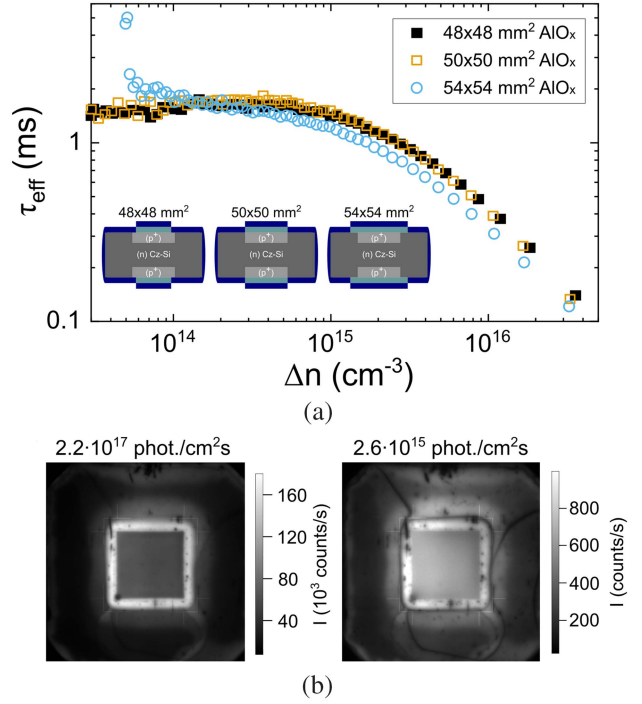 (a)
48x48 mm² AlOₓ
50x50 mm² AlOₓ
54x54 mm² AlOₓ
τeff (ms)
1
0.1
48x48 mm² 50x50 mm² 54x54 mm²
(p⁺) (p⁺) (p⁺)
(n) Cz-Si (n) Cz-Si (n) Cz-Si
(p⁺) (p⁺) (p⁺)
10¹⁴ 10¹⁵ 10¹⁶
Δn (cm⁻³)
(a)
2.2·10¹⁷ phot./cm²s 2.6·10¹⁵ phot./cm²s
160
120
80
40
I (10³ counts/s)
800
600
400
200
I (counts/s)
(b)